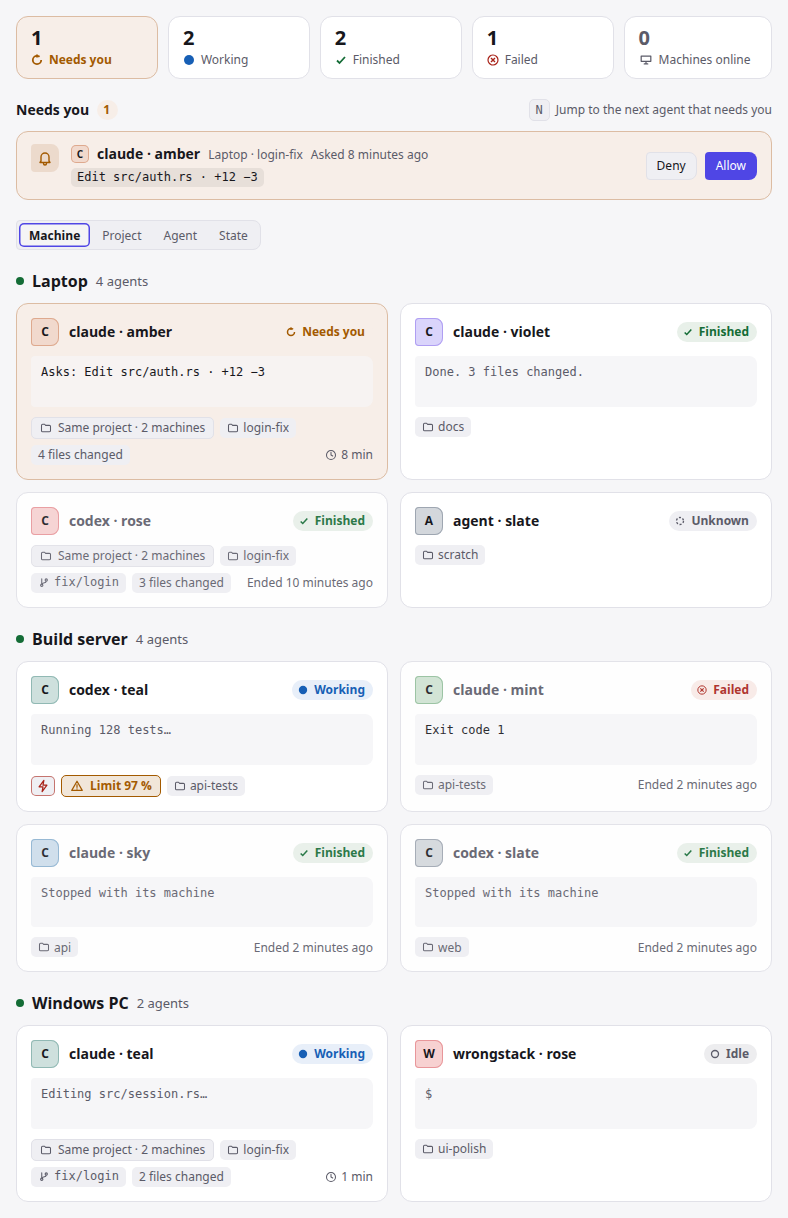 1
Needs you
2
Working
2
Finished
1
Failed
0
Machines online
Needs you 1
N Jump to the next agent that needs you
C claude · amber Laptop · login-fix Asked 8 minutes ago
Edit src/auth.rs · +12 −3
Deny Allow
Machine Project Agent State
Laptop 4 agents
C claude · amber Needs you
Asks: Edit src/auth.rs · +12 −3
Same project · 2 machines login-fix
4 files changed 8 min
C claude · violet Finished
Done. 3 files changed.
docs
C codex · rose Finished
Same project · 2 machines login-fix
fix/login 3 files changed Ended 10 minutes ago
A agent · slate Unknown
scratch
Build server 4 agents
C codex · teal Working
Running 128 tests…
Limit 97 % api-tests
C claude · mint Failed
Exit code 1
api-tests Ended 2 minutes ago
C claude · sky Finished
Stopped with its machine
api Ended 2 minutes ago
C codex · slate Finished
Stopped with its machine
web Ended 2 minutes ago
Windows PC 2 agents
C claude · teal Working
Editing src/session.rs…
Same project · 2 machines login-fix
fix/login 2 files changed 1 min
W wrongstack · rose Idle
$
ui-polish